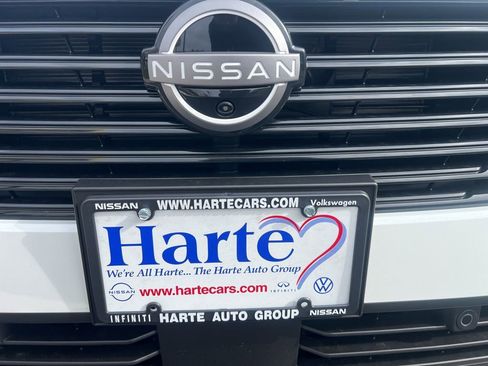 NISSAN
NISSAN WWW.HARTECARS.COM Volkswagen
Harte
We're All Harte... The Harte Auto Group
www.hartecars.com INFINITI
INFINITI HARTE AUTO GROUP NISSAN